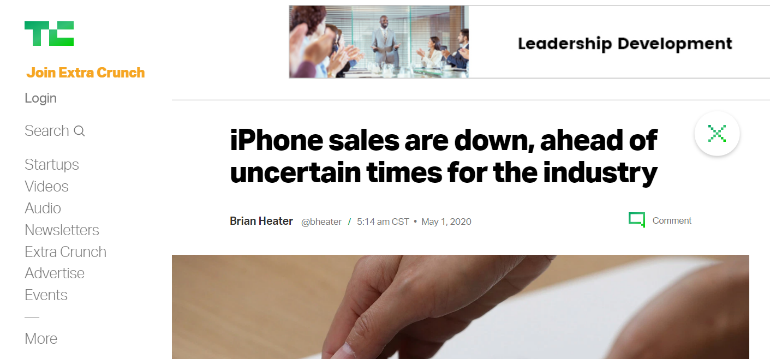 TC
Join Extra Crunch
Login
Search
Startups
Videos
Audio
Newsletters
Extra Crunch
Advertise
Events
—
More
Leadership Development
iPhone sales are down, ahead of
uncertain times for the industry
Brian Heater @bheater / 5:14 am CST • May 1, 2020
Comment